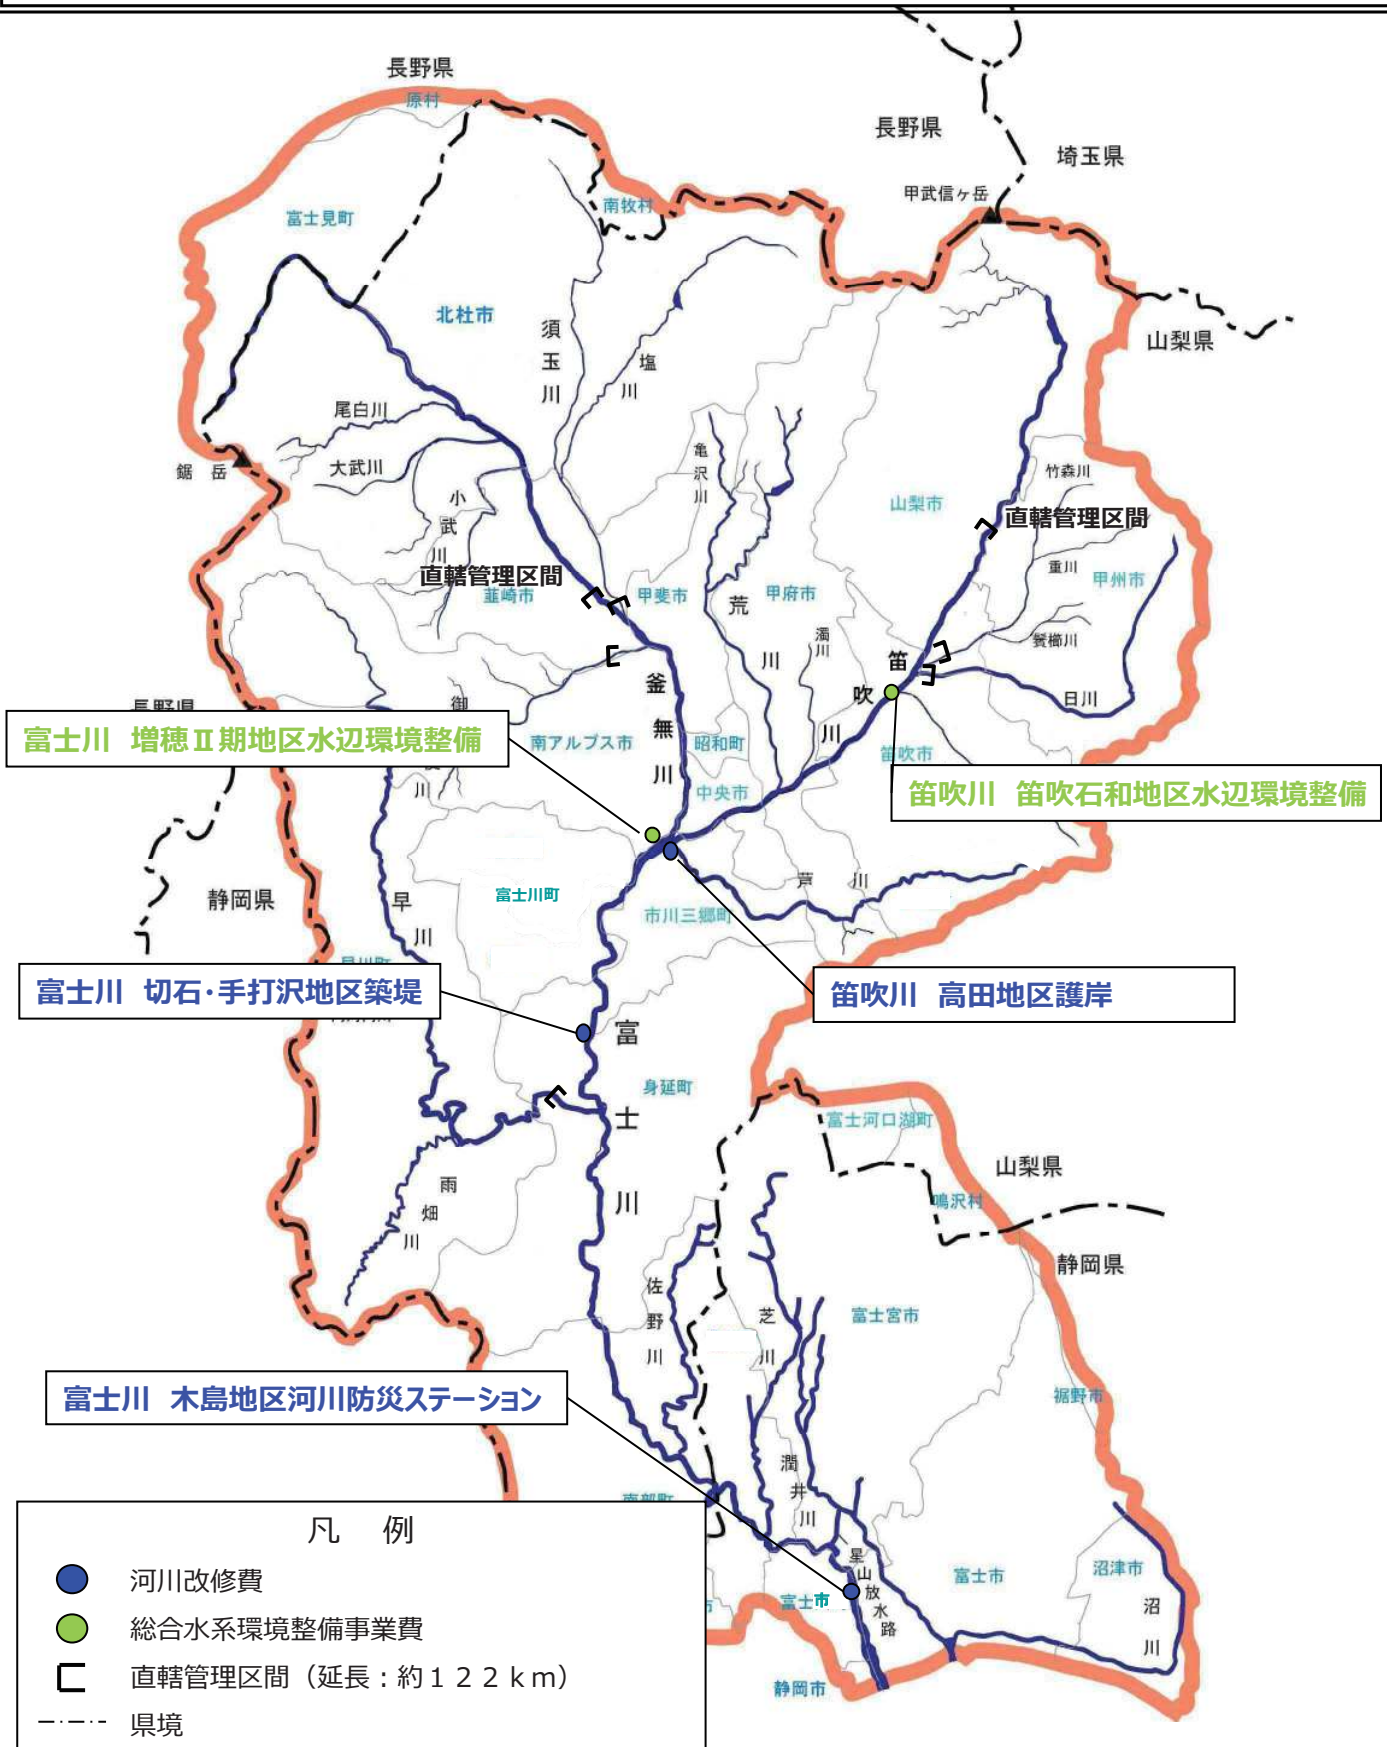 長野県
原村
長野県
埼玉県
甲武信ヶ岳
南牧村
富士見町
北杜市
須玉川
塩川
山梨県
尾白川
大武川
鋸岳
小武川
亀沢川
竹森川
山梨市
直轄管理区間
直轄管理区間
重川
甲州市
韮崎市
甲斐市
荒川
甲府市
濁川
鬢櫛川
笛吹川
日川
釜無川
長野県
富士川 増穂Ⅱ期地区水辺環境整備
南アルプス市
昭和町
笛吹市
中央市
笛吹川 笛吹石和地区水辺環境整備
静岡県
早川
富士川町
芦川
市川三郷町
早川町
富士川 切石・手打沢地区築堤
笛吹川 高田地区護岸
富士川
身延町
富士河口湖町
山梨県
鳴沢村
雨畑川
静岡県
佐野川
芝川
富士宮市
富士川 木島地区河川防災ステーション
裾野市
潤井川
南部町
星山放水路
富士市
沼津市
富士市
沼川
静岡市
凡 例
河川改修費
総合水系環境整備事業費
直轄管理区間（延長：約１２２ｋｍ）
県境